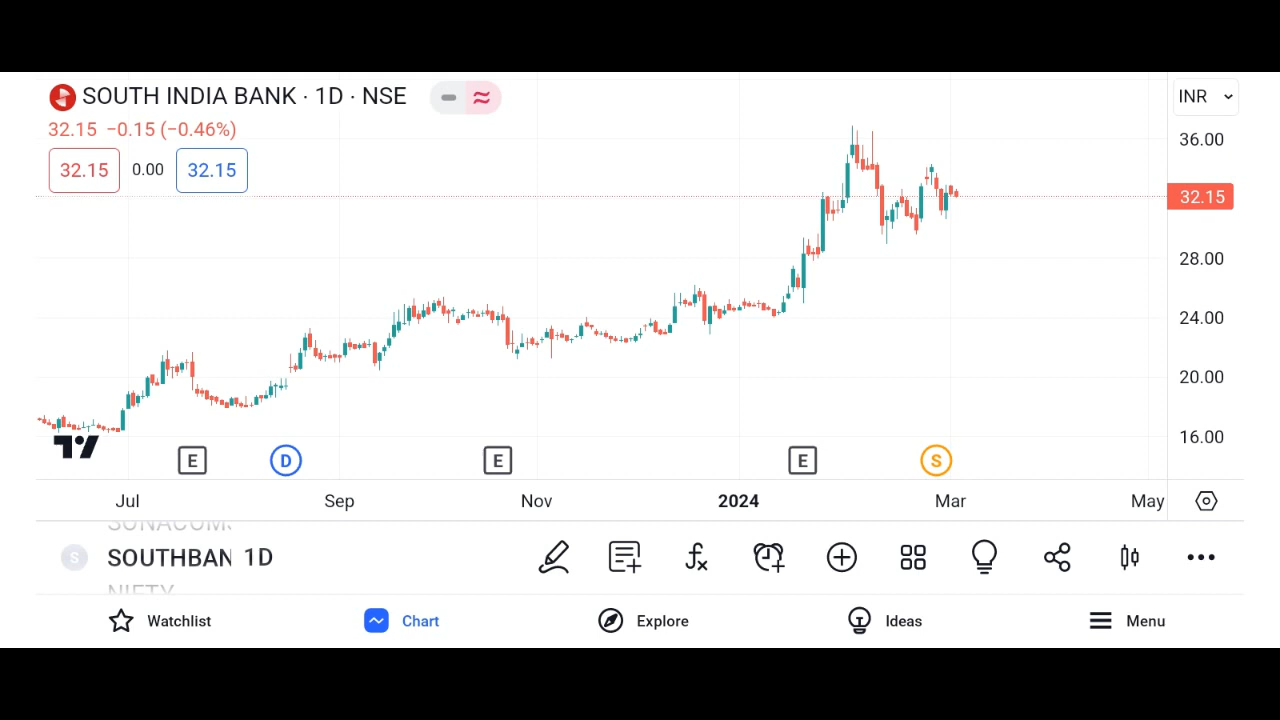 SOUTH INDIA BANK · 1D · NSE
INR
32.15 −0.15 (−0.46%)
32.15 0.00 32.15
36.00
32.15
28.00
24.00
20.00
16.00
E D E E S
Jul Sep Nov 2024 Mar May
SOUTHBAN 1D
S
NIFTY
Watchlist Chart Explore Ideas Menu